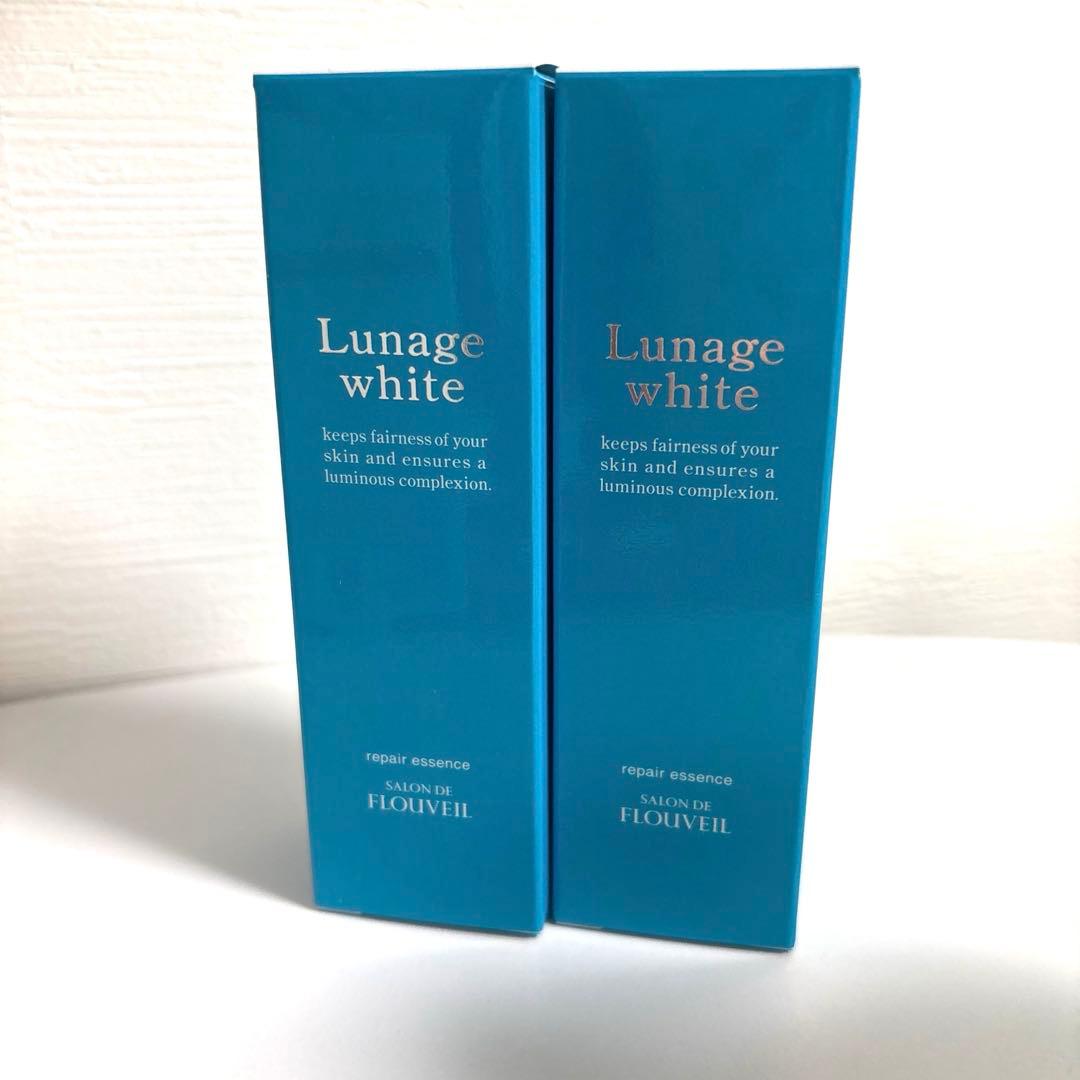 Lunage
white
keeps fairness of your
skin and ensures a
luminous complexion.
repair essence
SALON DE
FLOUVEIL
Lunage
white
keeps fairness of your
skin and ensures a
luminous complexion.
repair essence
SALON DE
FLOUVEIL